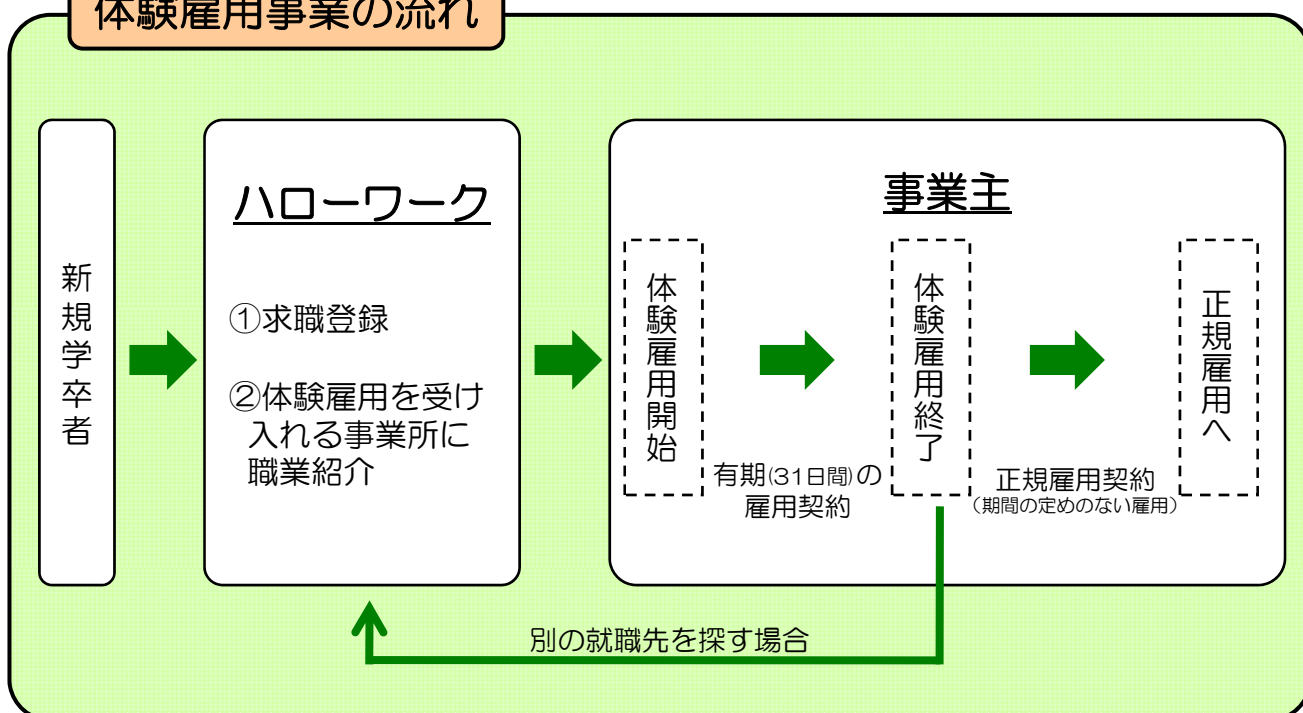 体験雇用事業の流れ
新規学卒者
ハローワーク
①求職登録
②体験雇用を受け
入れる事業所に
職業紹介
事業主
体験雇用開始
有期(31日間)の
雇用契約
体験雇用終了
正規雇用契約
（期間の定めのない雇用）
正規雇用へ
別の就職先を探す場合